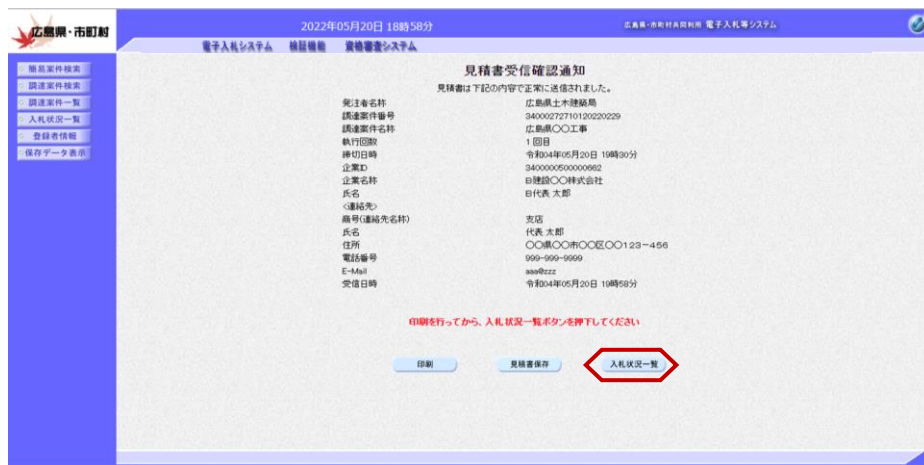 広島県・市町村
2022年05月20日 18時58分
広島県・市町村共同利用 電子入札等システム
電子入札システム 検証機能 資格審査システム
簡易案件検索
調達案件検索
調達案件一覧
入札状況一覧
登録者情報
保存データ表示
見積書受信確認通知
見積書は下記の内容で正常に送信されました。
発注者名称 広島県土木建築局
調達案件番号 34000272710120220229
調達案件名称 広島県〇〇工事
執行回数 1回目
締切日時 令和04年05月20日 19時30分
企業ID 3400000500000662
企業名称 B建設〇〇株式会社
氏名 B代表 太郎
<連絡先>
商号(連絡先名称) 支店
氏名 代表 太郎
住所 〇〇県〇〇市〇〇区〇〇123-456
電話番号 999-999-9999
E-Mail aaa@zzz
受信日時 令和04年05月20日 19時58分
印刷を行ってから、入札状況一覧ボタンを押下してください
印刷 見積書保存 入札状況一覧